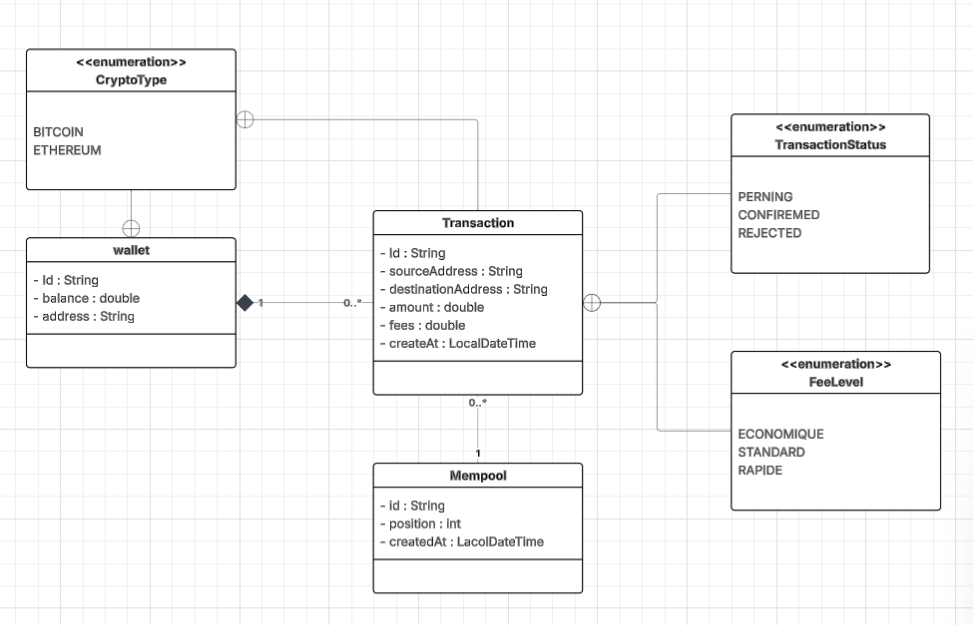 <<enumeration>>
CryptoType
BITCOIN
ETHEREUM
wallet
- Id : String
- balance : double
- address : String
1
0..*
Transaction
- Id : String
- sourceAddress : String
- destinationAddress : String
- amount : double
- fees : double
- createAt : LocalDateTime
0..*
1
Mempool
- id : String
- position : int
- createdAt : LacolDateTime
<<enumeration>>
TransactionStatus
PERNING
CONFIREMED
REJECTED
<<enumeration>>
FeeLevel
ECONOMIQUE
STANDARD
RAPIDE